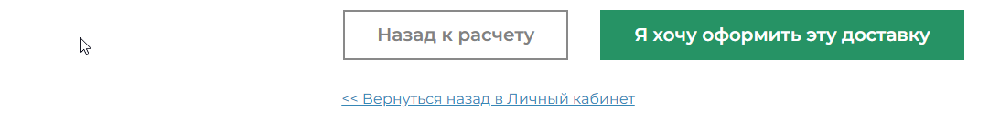 Назад к расчету
Я хочу оформить эту доставку
<< Вернуться назад в Личный кабинет